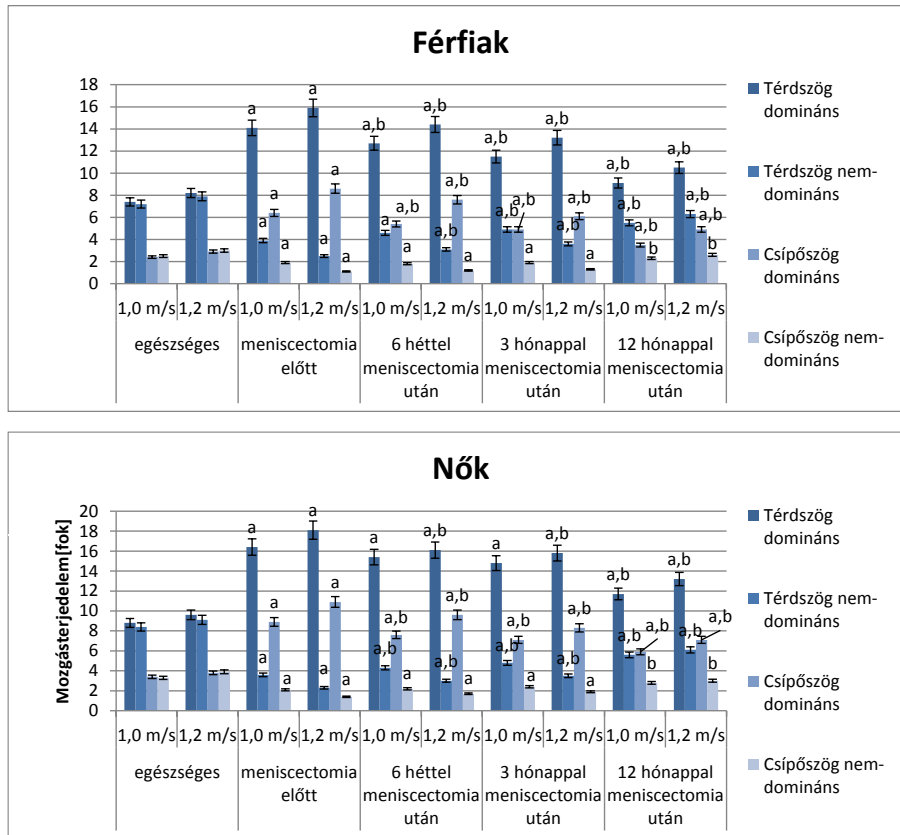 Férfiak
18
16
14
12
10
8
6
4
2
0
a a a a a a a a
a,b a a,b a a,b a,b a,b a
a,b a,b a,b a a,b a,b a,b a
a,b a,b a,b b a,b a,b a,b b
1,0 m/s 1,2 m/s 1,0 m/s 1,2 m/s 1,0 m/s 1,2 m/s 1,0 m/s 1,2 m/s 1,0 m/s 1,2 m/s
egészséges
meniscectomia
előtt
6 héttel
meniscectomia
után
3 hónappal
meniscectomia
után
12 hónappal
meniscectomia
után
Térdszög
domináns
Térdszög nem-
domináns
Csípőszög
domináns
Csípőszög nem-
domináns
Nők
Mozgásterjedelem[fok]
20
18
16
14
12
10
8
6
4
2
0
a a a a a a a a
a a,b a,b a a,b a,b a,b a
a a,b a,b a a,b a,b a,b a
a,b a,b a,b b a,b a,b a,b b
1,0 m/s 1,2 m/s 1,0 m/s 1,2 m/s 1,0 m/s 1,2 m/s 1,0 m/s 1,2 m/s 1,0 m/s 1,2 m/s
egészséges
meniscectomia
előtt
6 héttel
meniscectomia
után
3 hónappal
meniscectomia
után
12 hónappal
meniscectomia
után
Térdszög
domináns
Térdszög nem-
domináns
Csípőszög
domináns
Csípőszög nem-
domináns